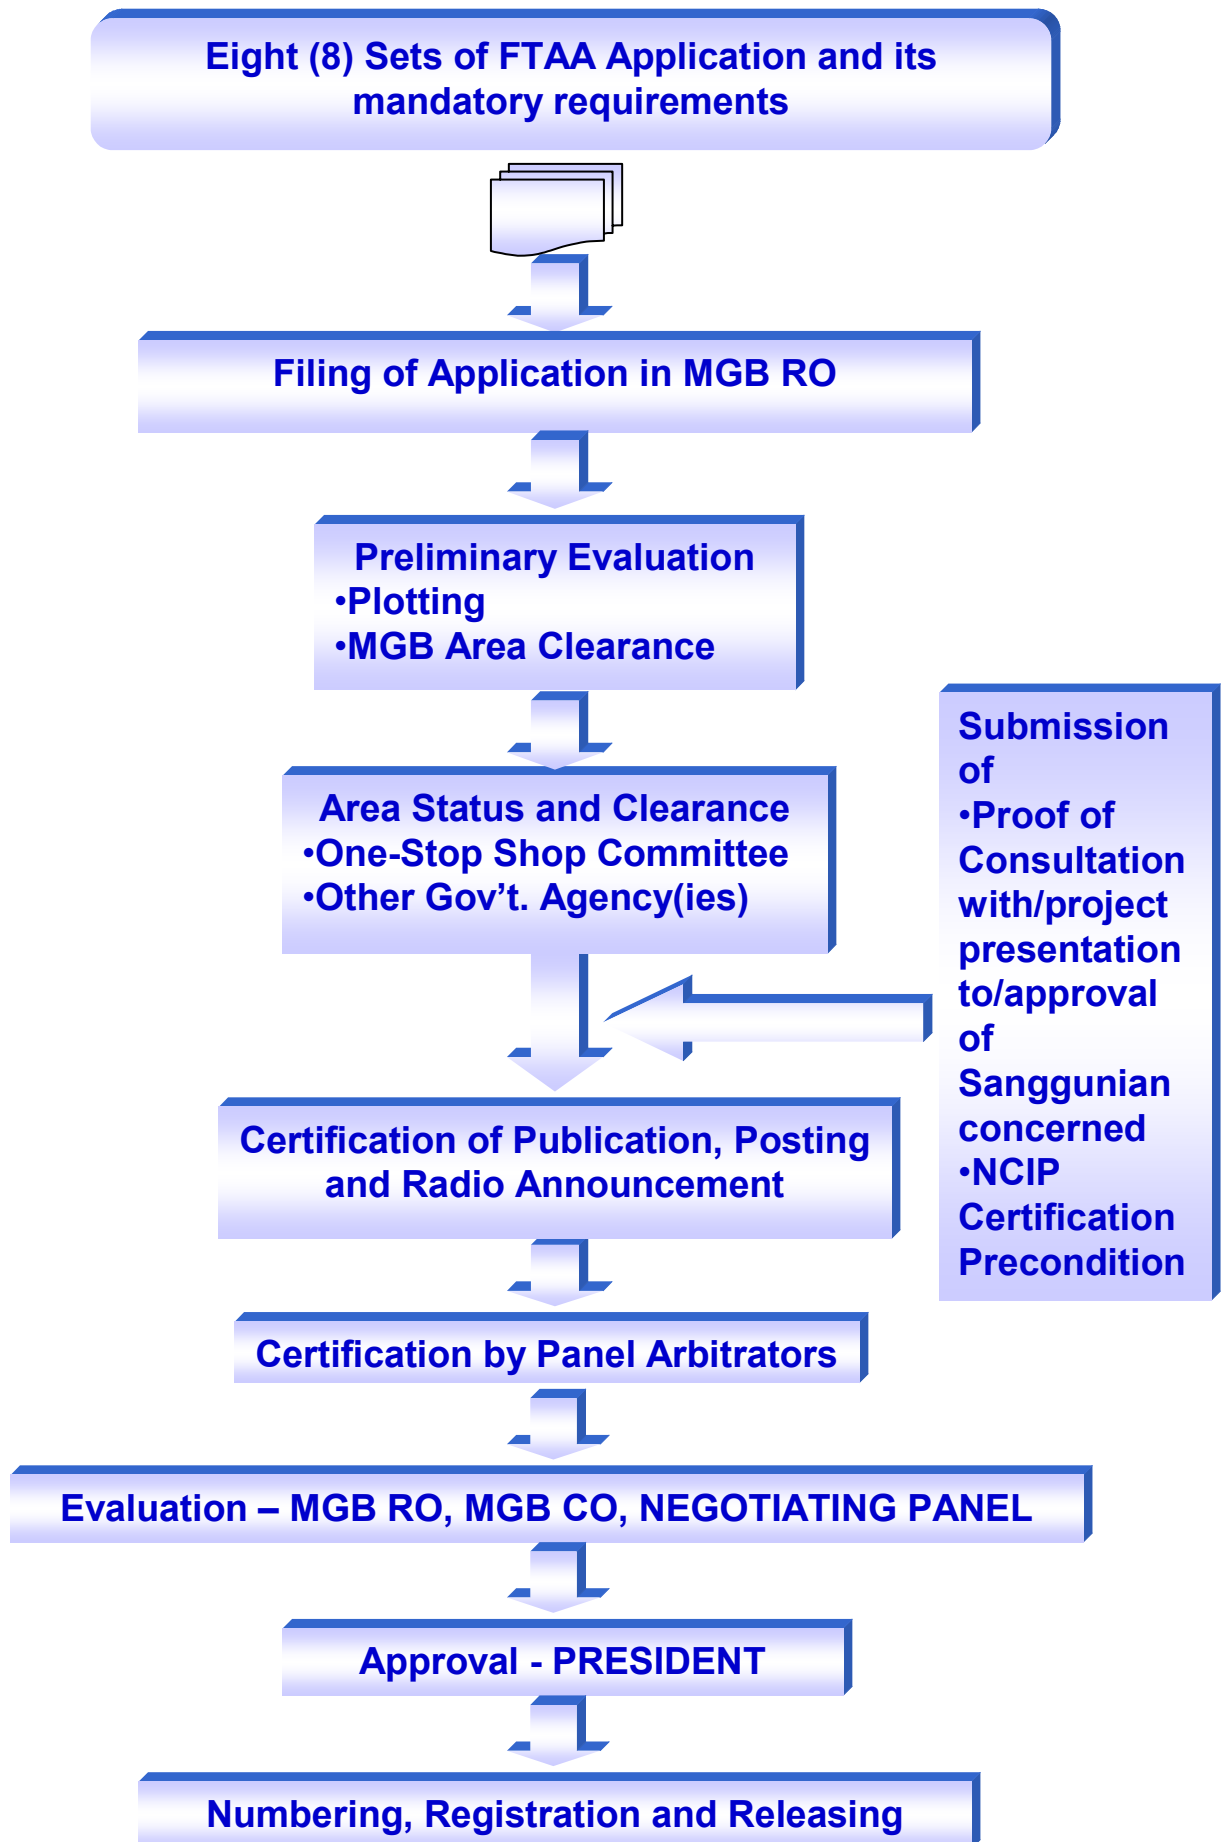 Eight (8) Sets of FTAA Application and its
mandatory requirements
Filing of Application in MGB RO
Preliminary Evaluation
•Plotting
•MGB Area Clearance
Area Status and Clearance
•One-Stop Shop Committee
•Other Gov’t. Agency(ies)
Submission
of
•Proof of
Consultation
with/project
presentation
to/approval
of
Sanggunian
concerned
•NCIP
Certification
Precondition
Certification of Publication, Posting
and Radio Announcement
Certification by Panel Arbitrators
Evaluation – MGB RO, MGB CO, NEGOTIATING PANEL
Approval - PRESIDENT
Numbering, Registration and Releasing